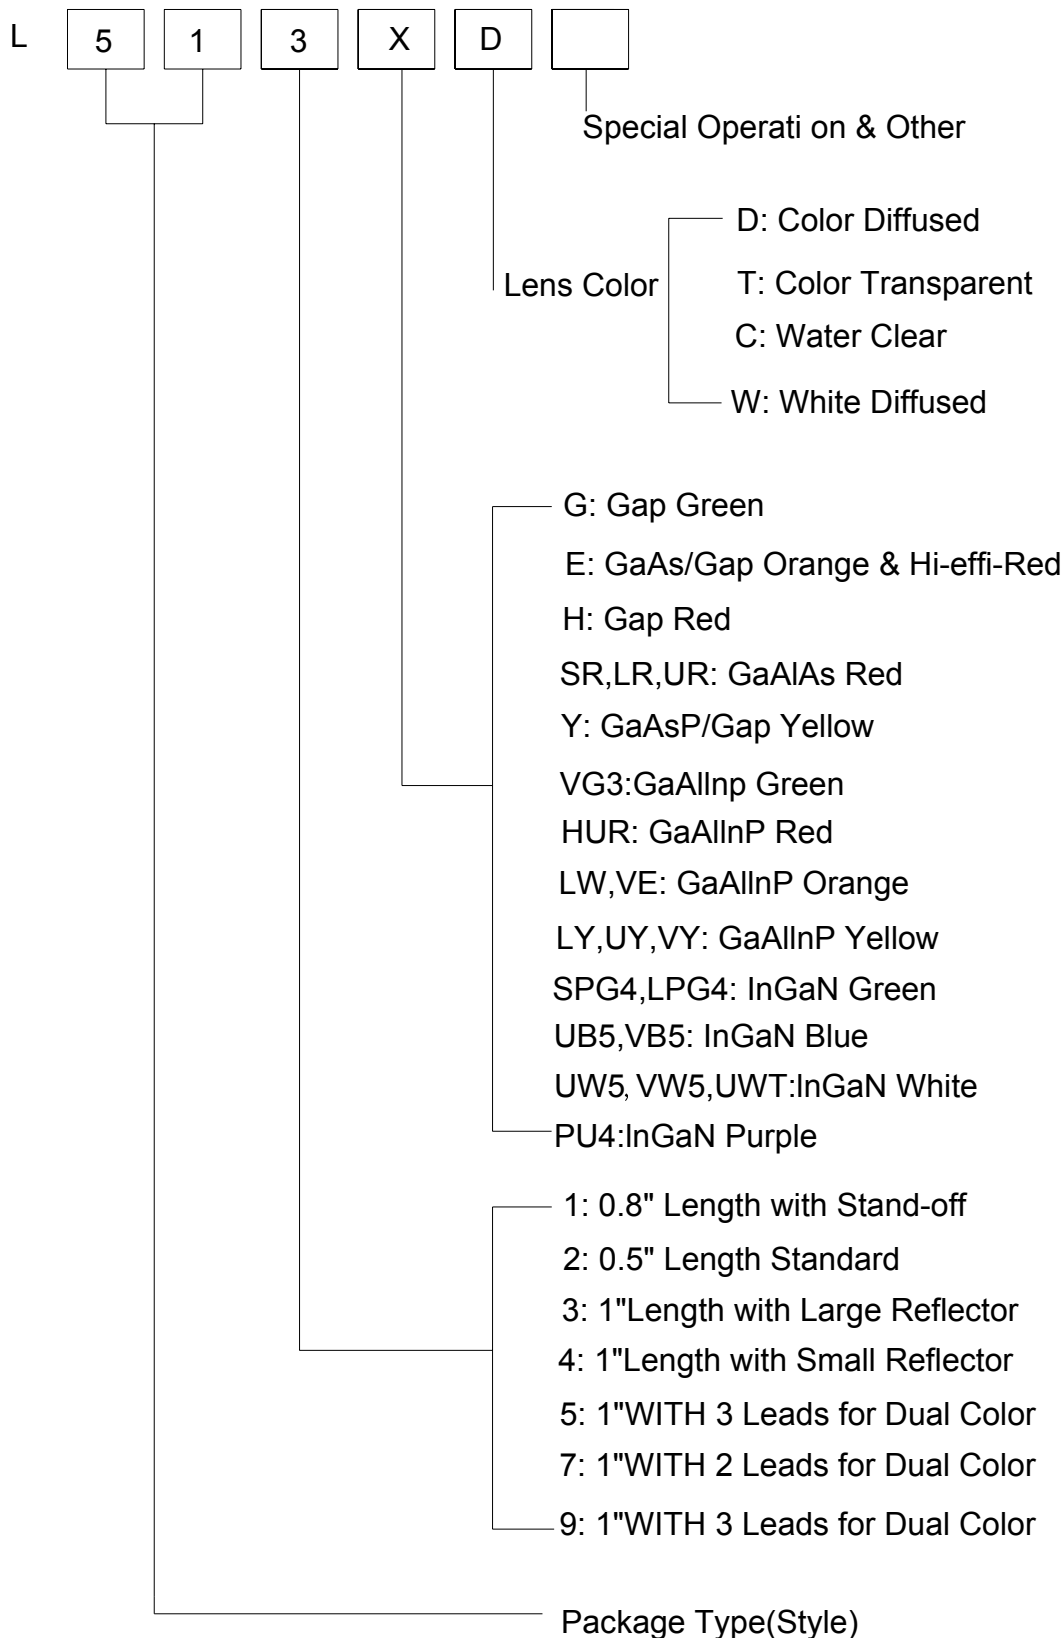 L 5 1 3 X D
Special Operati on & Other
D: Color Diffused
T: Color Transparent
Lens Color
C: Water Clear
W: White Diffused
G: Gap Green
E: GaAs/Gap Orange & Hi-effi-Red
H: Gap Red
SR,LR,UR: GaAlAs Red
Y: GaAsP/Gap Yellow
VG3:GaAllnp Green
HUR: GaAllnP Red
LW,VE: GaAllnP Orange
LY,UY,VY: GaAllnP Yellow
SPG4,LPG4: InGaN Green
UB5,VB5: InGaN Blue
UW5, VW5,UWT:InGaN White
PU4:InGaN Purple
1: 0.8" Length with Stand-off
2: 0.5" Length Standard
3: 1"Length with Large Reflector
4: 1"Length with Small Reflector
5: 1"WITH 3 Leads for Dual Color
7: 1"WITH 2 Leads for Dual Color
9: 1"WITH 3 Leads for Dual Color
Package Type(Style)